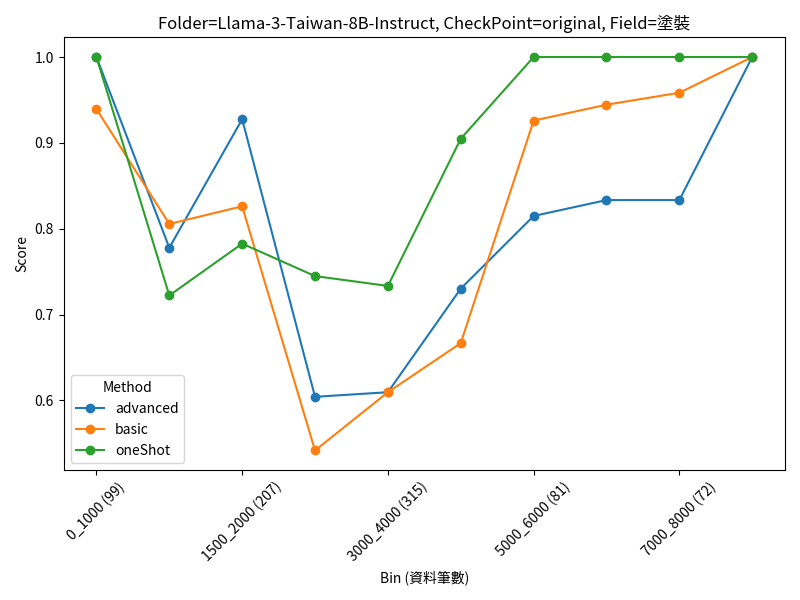 Folder=Llama-3-Taiwan-8B-Instruct, CheckPoint=original, Field=塗裝
1.0
0.9
0.8
0.7
0.6
Score
Method
advanced
basic
oneShot
0_1000 (99)
1500_2000 (207)
3000_4000 (315)
5000_6000 (81)
7000_8000 (72)
Bin (資料筆數)